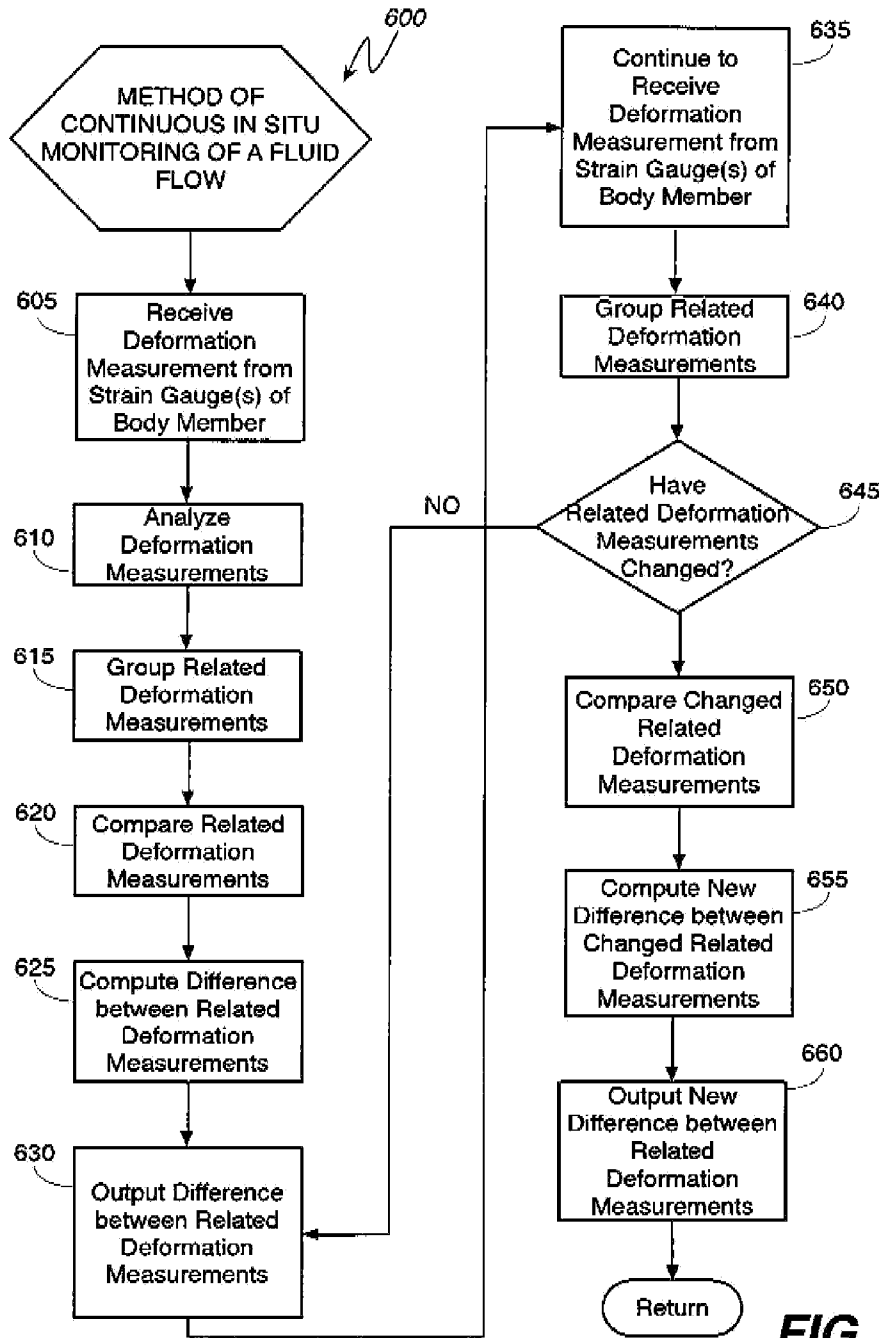 600
METHOD OF
CONTINUOUS IN SITU
MONITORING OF A FLUID
FLOW
605
Receive
Deformation
Measurement from
Strain Gauge(s) of
Body Member
610
Analyze
Deformation
Measurements
615
Group Related
Deformation
Measurements
620
Compare Related
Deformation
Measurements
625
Compute Difference
between Related
Deformation
Measurements
630
Output Difference
between Related
Deformation
Measurements
635
Continue to
Receive
Deformation
Measurement from
Strain Gauge(s) of
Body Member
640
Group Related
Deformation
Measurements
645
Have
Related Deformation
Measurements
Changed?
NO
650
Compare Changed
Related
Deformation
Measurements
655
Compute New
Difference between
Changed Related
Deformation
Measurements
660
Output New
Difference between
Related
Deformation
Measurements
Return
FIG